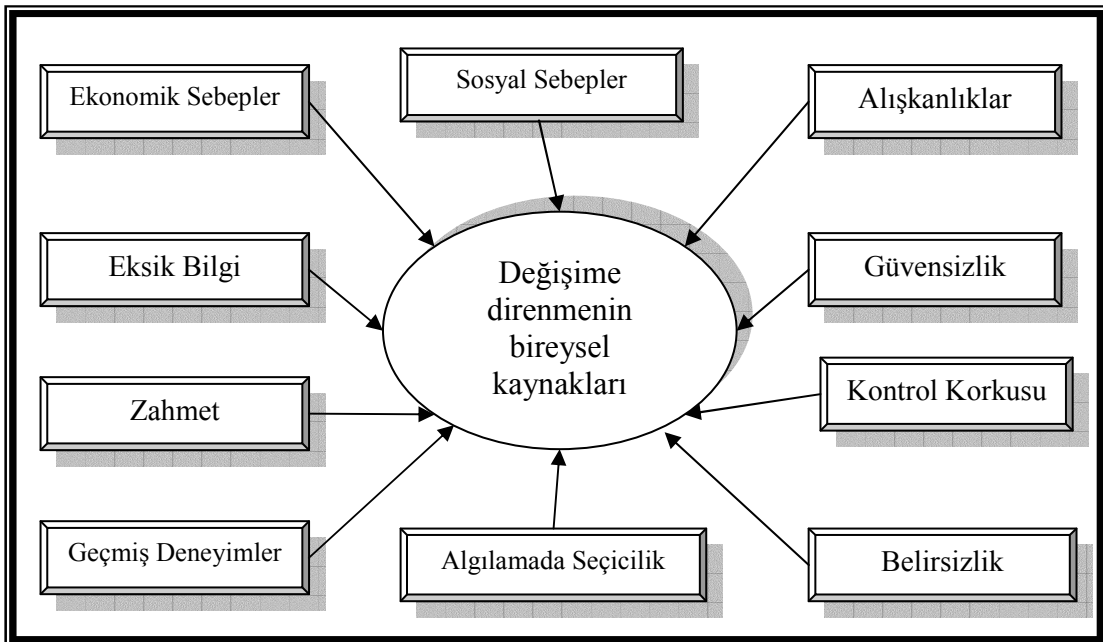 Ekonomik Sebepler
Sosyal Sebepler
Alışkanlıklar
Eksik Bilgi
Değişime
direnmenin
bireysel
kaynakları
Güvensizlik
Zahmet
Kontrol Korkusu
Geçmiş Deneyimler
Algılamada Seçicilik
Belirsizlik